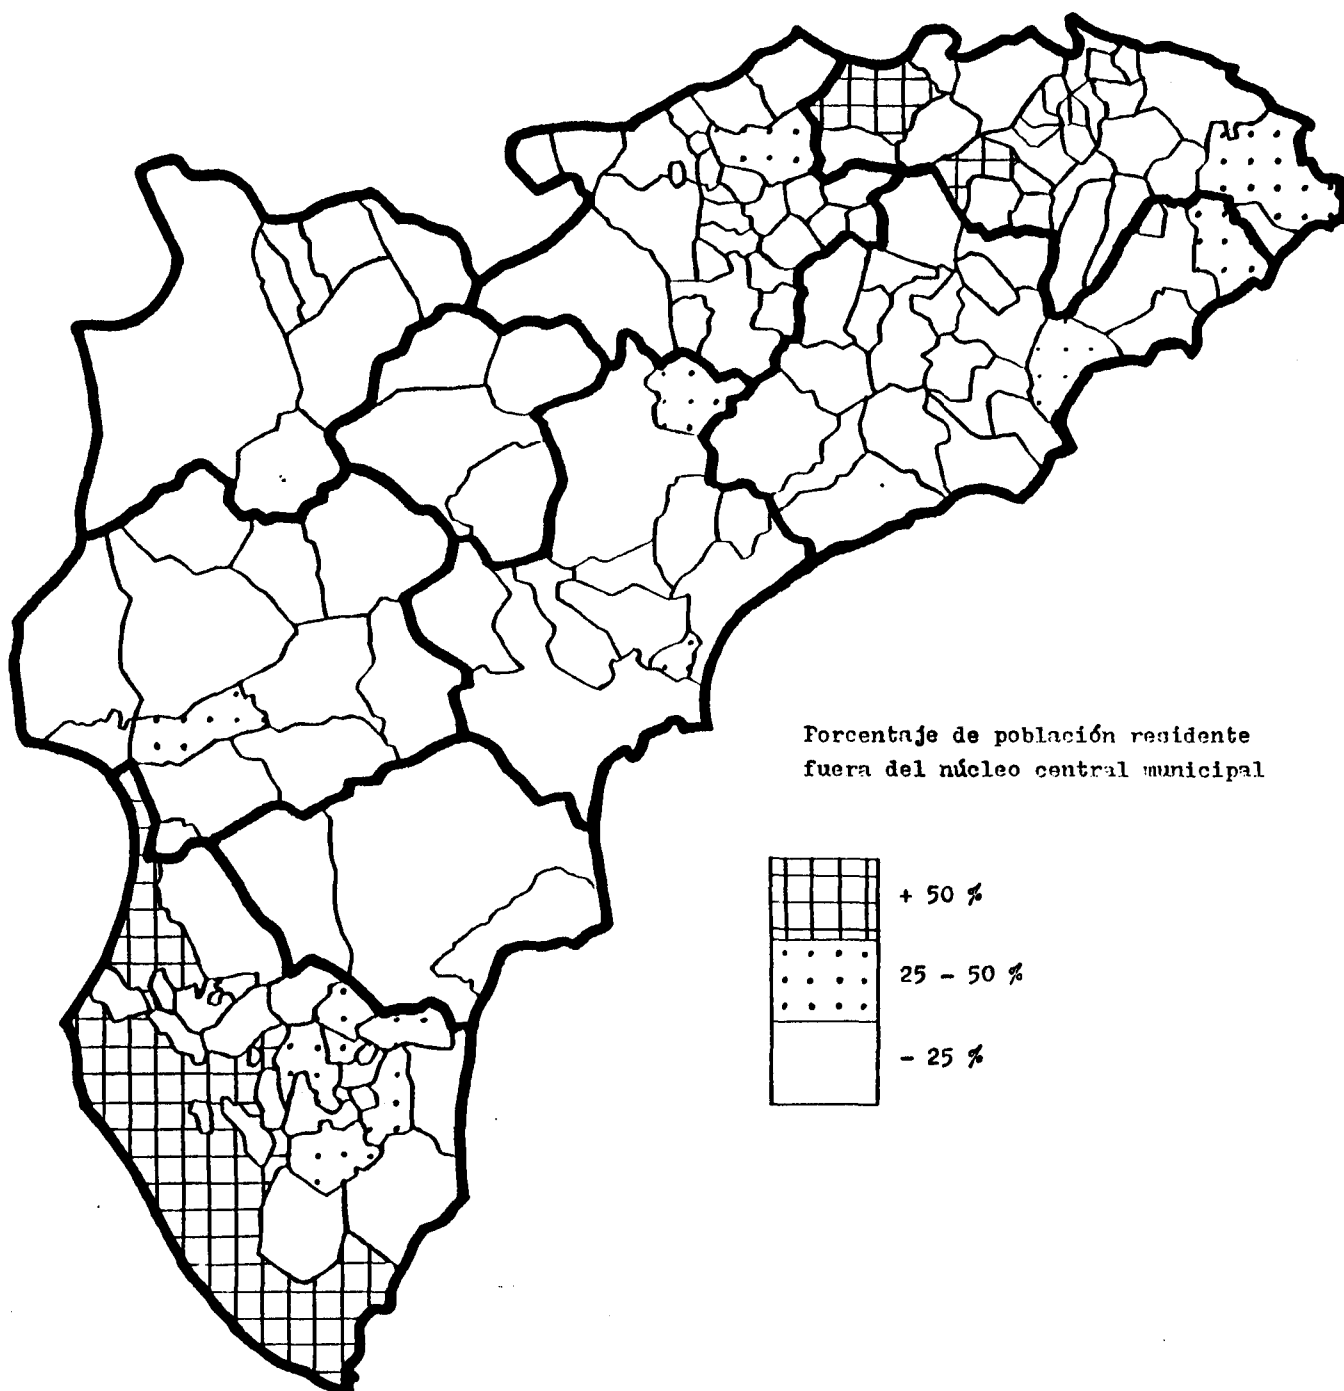 Porcentaje de población residente
fuera del núcleo central municipal
+ 50 %
25 - 50 %
- 25 %